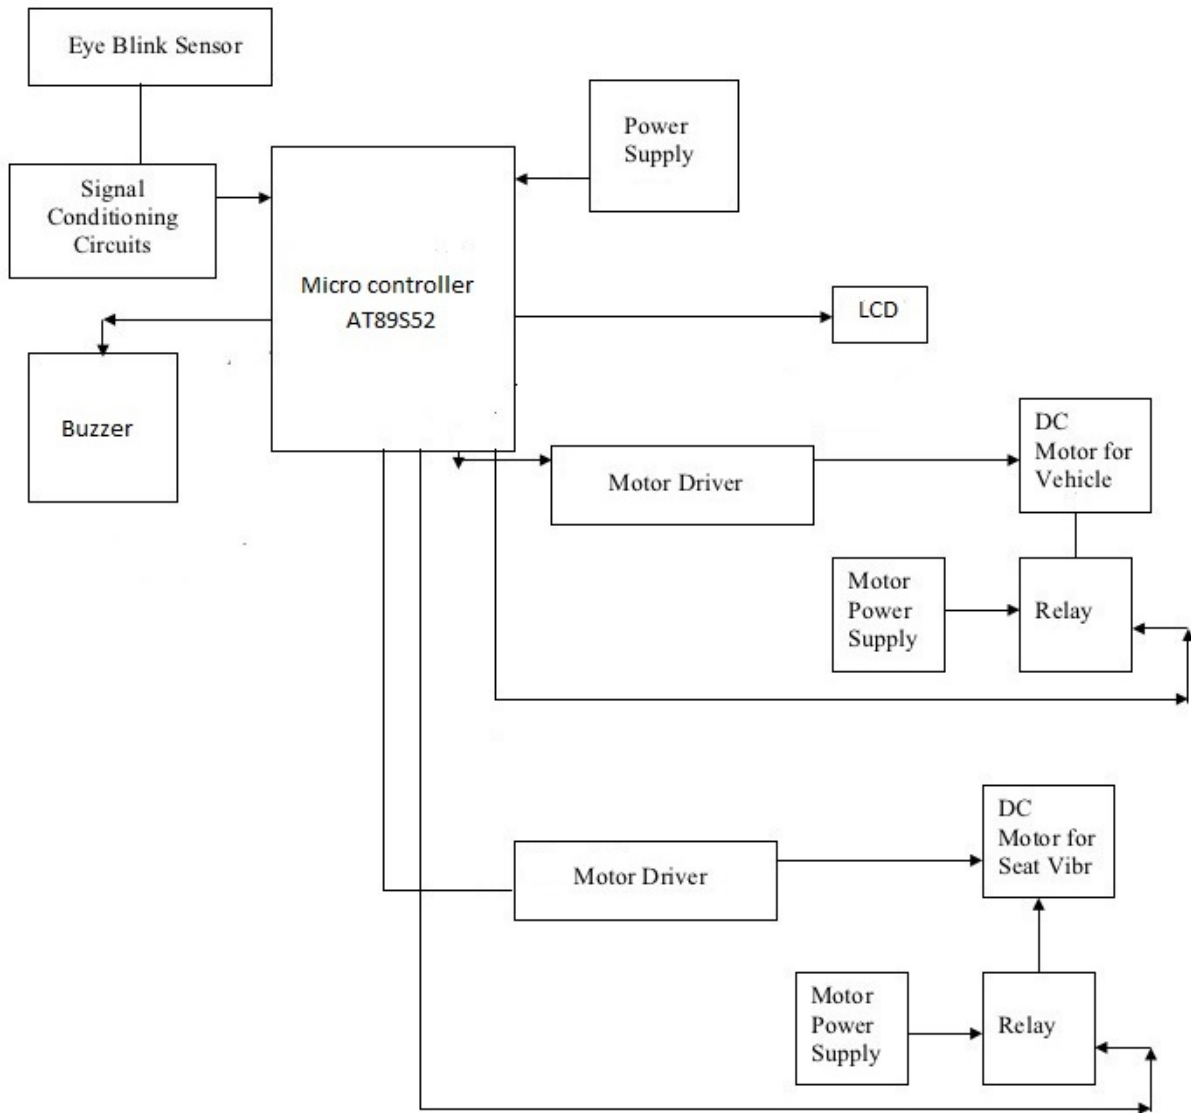 Eye Blink Sensor
Power
Supply
Signal
Conditioning
Circuits
Micro controller
AT89S52
LCD
Buzzer
DC
Motor for
Vehicle
Motor Driver
Motor
Power
Supply
Relay
DC
Motor for
Seat Vibr
Motor Driver
Motor
Power
Supply
Relay